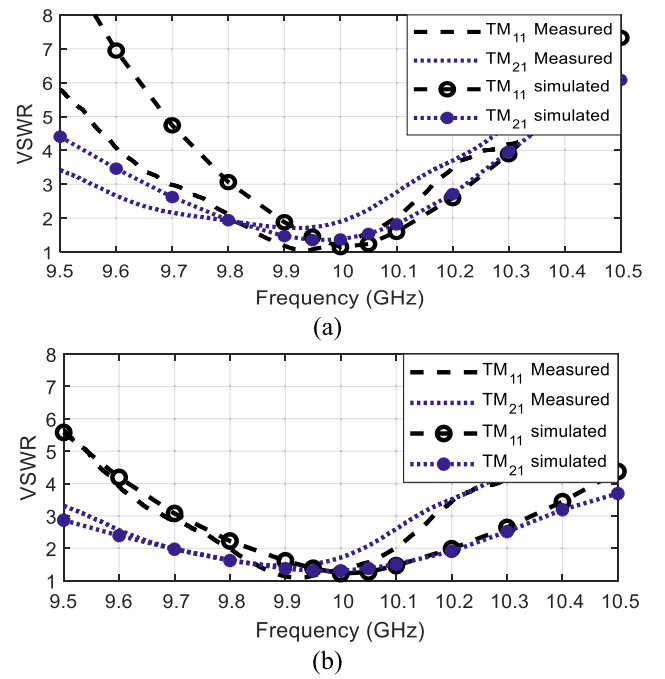 8
7
6
5
4
3
2
1
VSWR
TM11 Measured
TM21 Measured
TM11 simulated
TM21 simulated
9.5 9.6 9.7 9.8 9.9 10 10.1 10.2 10.3 10.4 10.5
Frequency (GHz)
(a)
8
7
6
5
4
3
2
1
VSWR
TM11 Measured
TM21 Measured
TM11 simulated
TM21 simulated
9.5 9.6 9.7 9.8 9.9 10 10.1 10.2 10.3 10.4 10.5
Frequency (GHz)
(b)